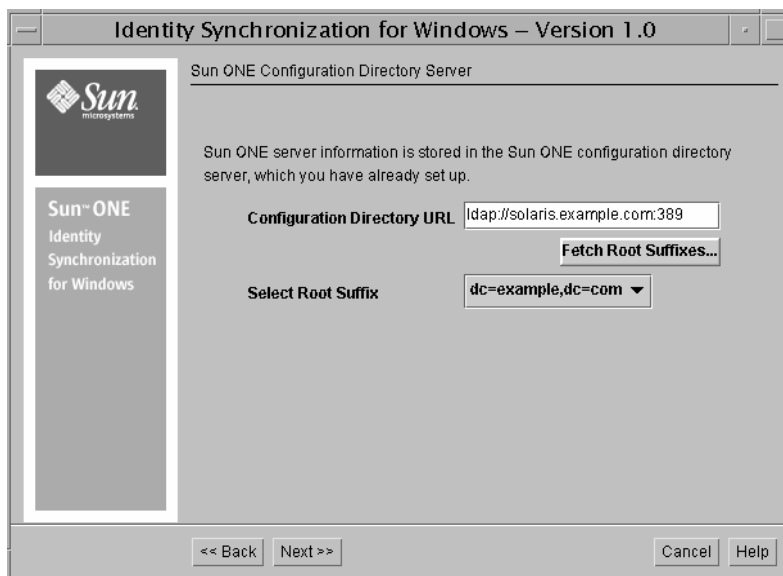 Identity Synchronization for Windows – Version 1.0
Sun
microsystems
Sun™ ONE
Identity
Synchronization
for Windows
Sun ONE Configuration Directory Server
Sun ONE server information is stored in the Sun ONE configuration directory
server, which you have already set up.
Configuration Directory URL ldap://solaris.example.com:389
Fetch Root Suffixes...
Select Root Suffix dc=example,dc=com
<< Back Next >> Cancel Help